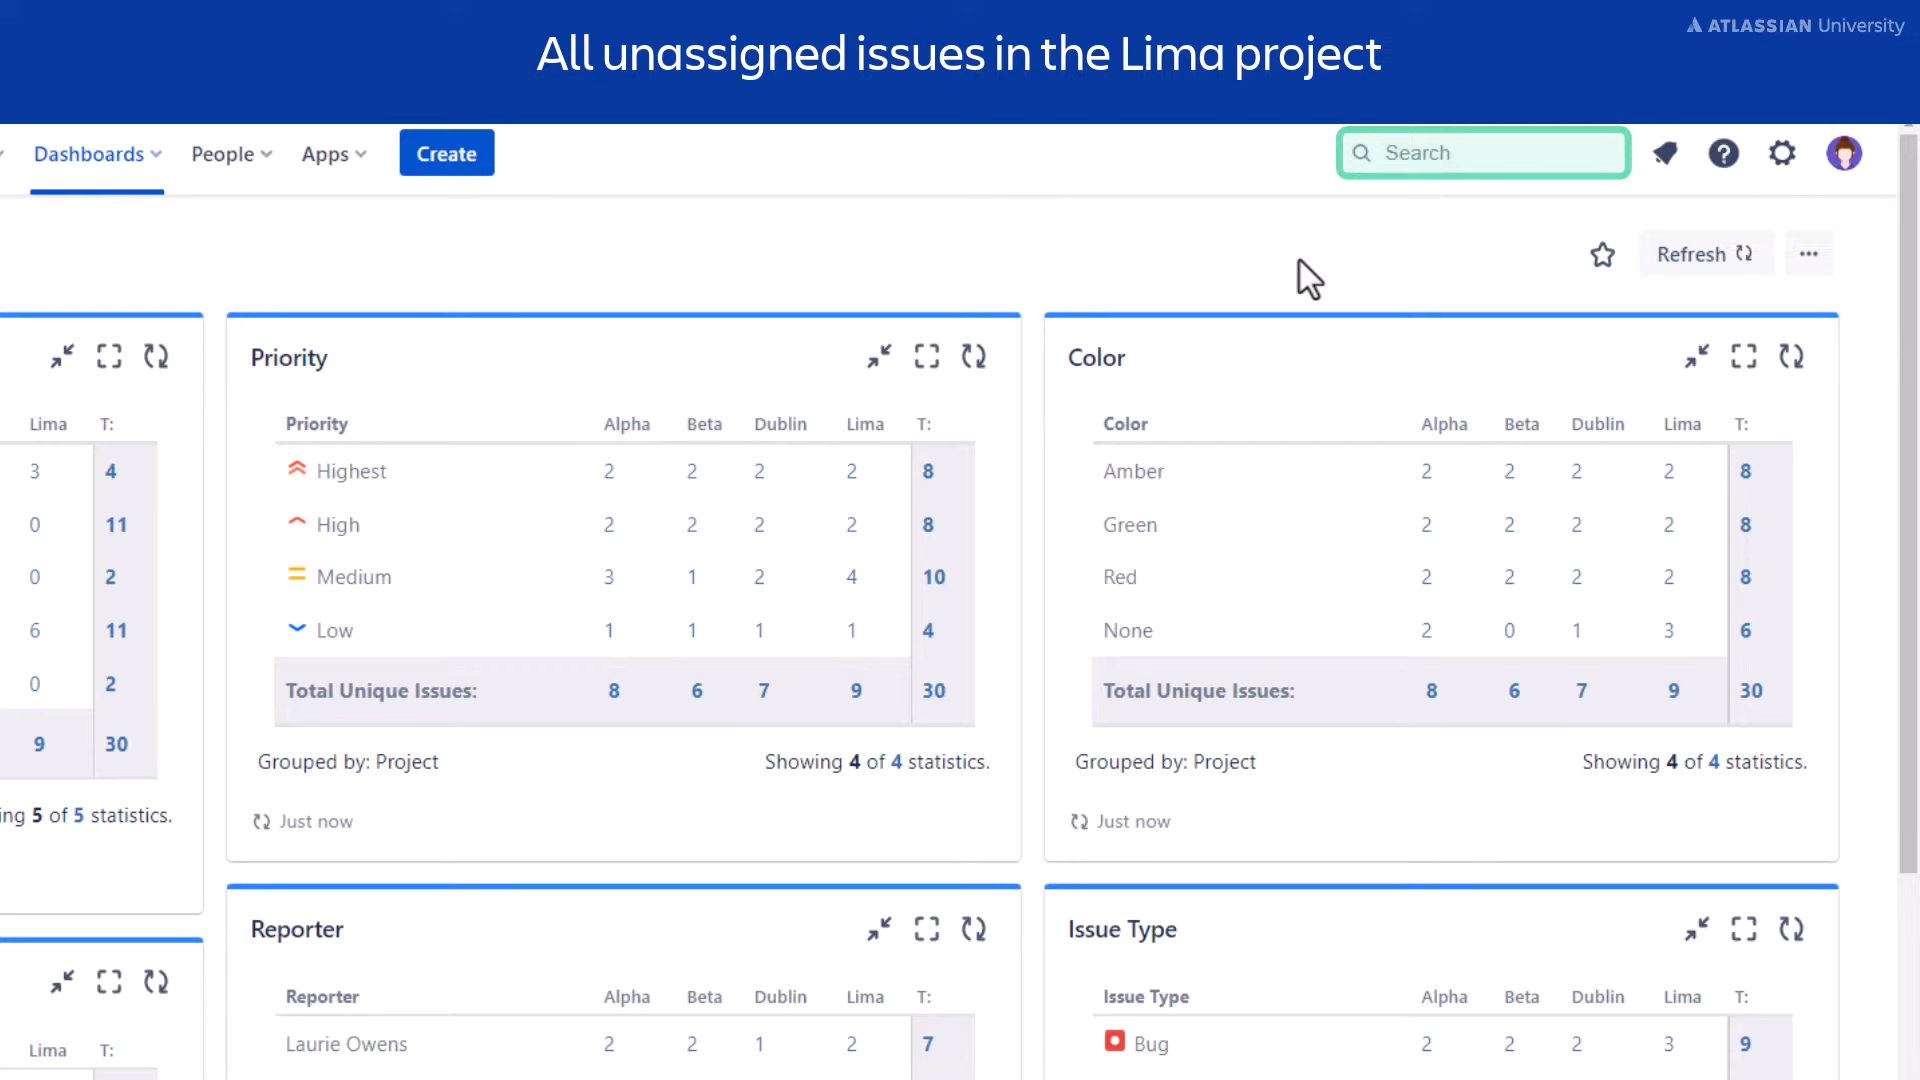 ATLASSIAN University
All unassigned issues in the Lima project
Dashboards People Apps Create Search
Refresh
Lima T:
3 4
0 11
0 2
6 11
0 2
9 30
ing 5 of 5 statistics.
Priority
Priority Alpha Beta Dublin Lima T:
Highest 2 2 2 2 8
High 2 2 2 2 8
Medium 3 1 2 4 10
Low 1 1 1 1 4
Total Unique Issues: 8 6 7 9 30
Grouped by: Project Showing 4 of 4 statistics.
Just now
Color
Color Alpha Beta Dublin Lima T:
Amber 2 2 2 2 8
Green 2 2 2 2 8
Red 2 2 2 2 8
None 2 0 1 3 6
Total Unique Issues: 8 6 7 9 30
Grouped by: Project Showing 4 of 4 statistics.
Just now
Lima T:
Reporter
Reporter Alpha Beta Dublin Lima T:
Laurie Owens 2 2 1 2 7
Issue Type
Issue Type Alpha Beta Dublin Lima T:
Bug 2 2 2 3 9